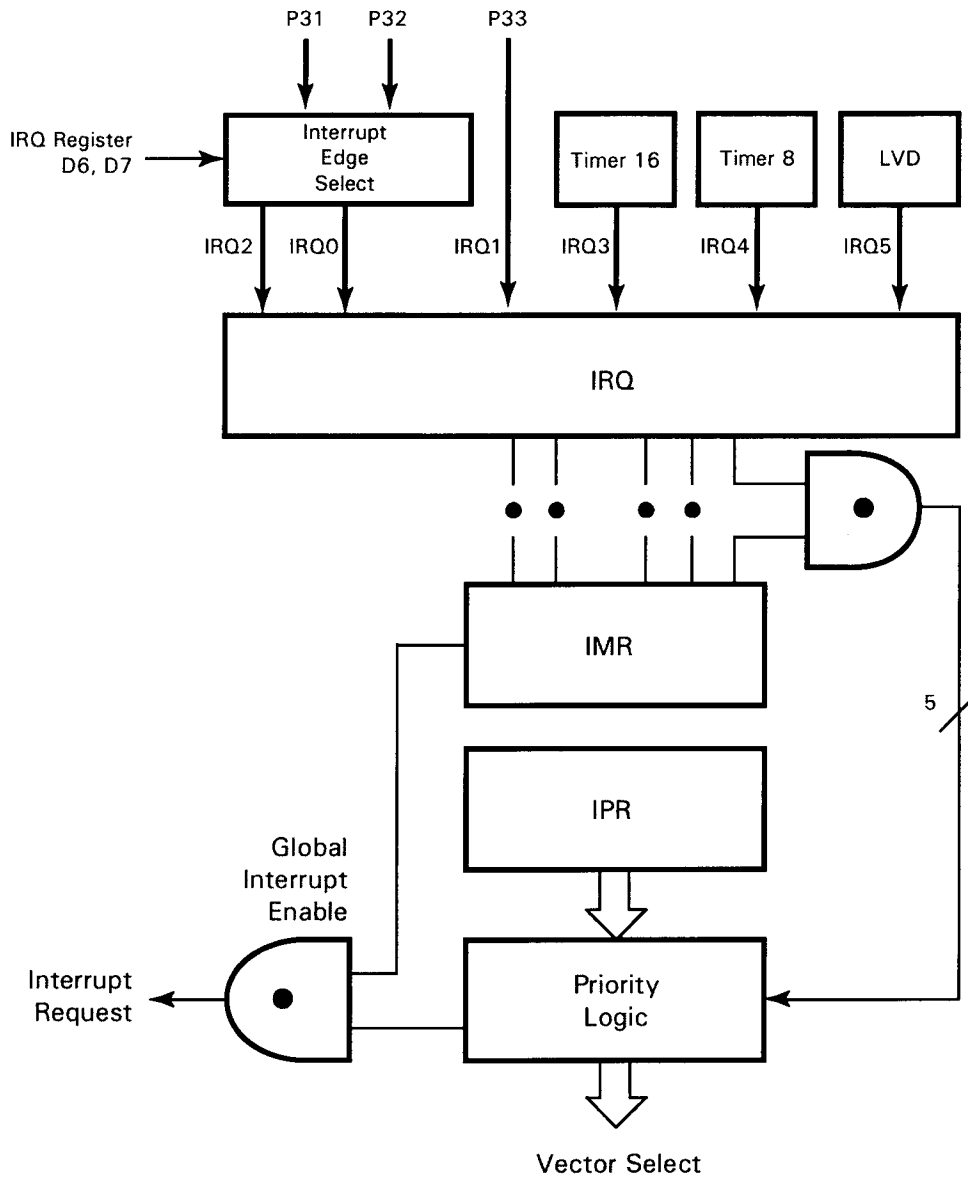 P31
P32
P33
IRQ Register
D6, D7
Interrupt
Edge
Select
Timer 16
Timer 8
LVD
IRQ2
IRQ0
IRQ1
IRQ3
IRQ4
IRQ5
IRQ
IMR
5
IPR
Global
Interrupt
Enable
Interrupt
Request
Priority
Logic
Vector Select